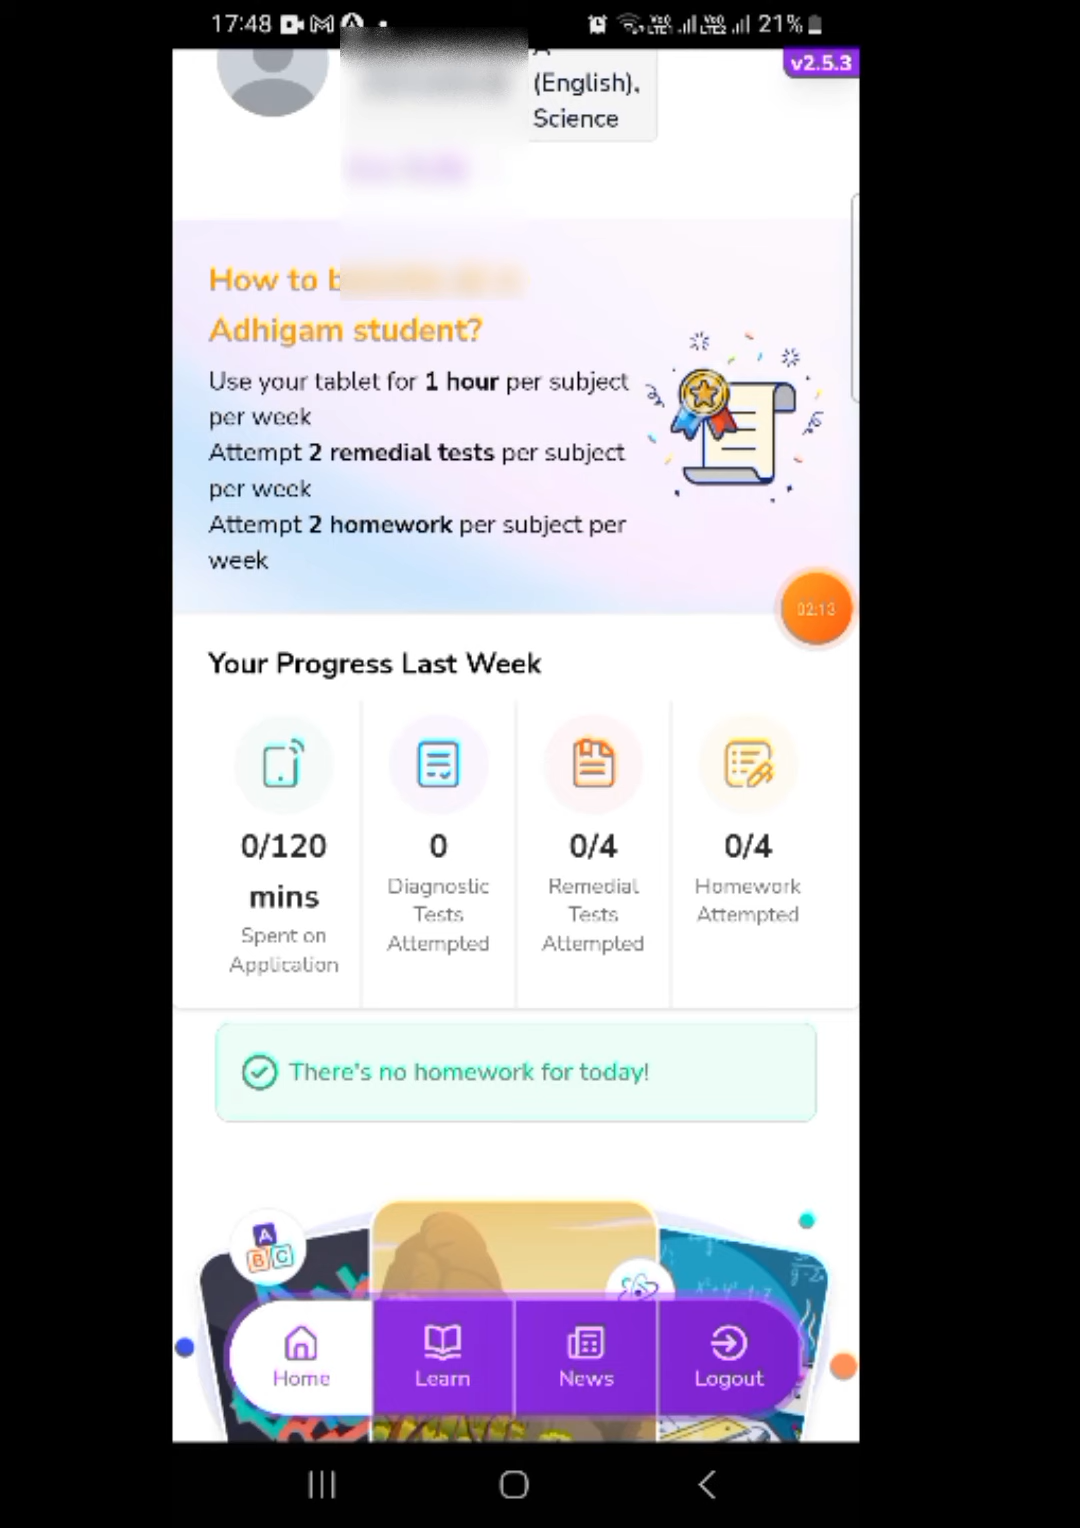 17:48
VoLTE1 VoLTE2 21%
(English),
Science
v2.5.3
How to
Adhigam student?
Use your tablet for 1 hour per subject
per week
Attempt 2 remedial tests per subject
per week
Attempt 2 homework per subject per
week
02:13
Your Progress Last Week
0/120
mins
Spent on
Application
0
Diagnostic
Tests
Attempted
0/4
Remedial
Tests
Attempted
0/4
Homework
Attempted
There's no homework for today!
A
B C
Home
Learn
News
Logout